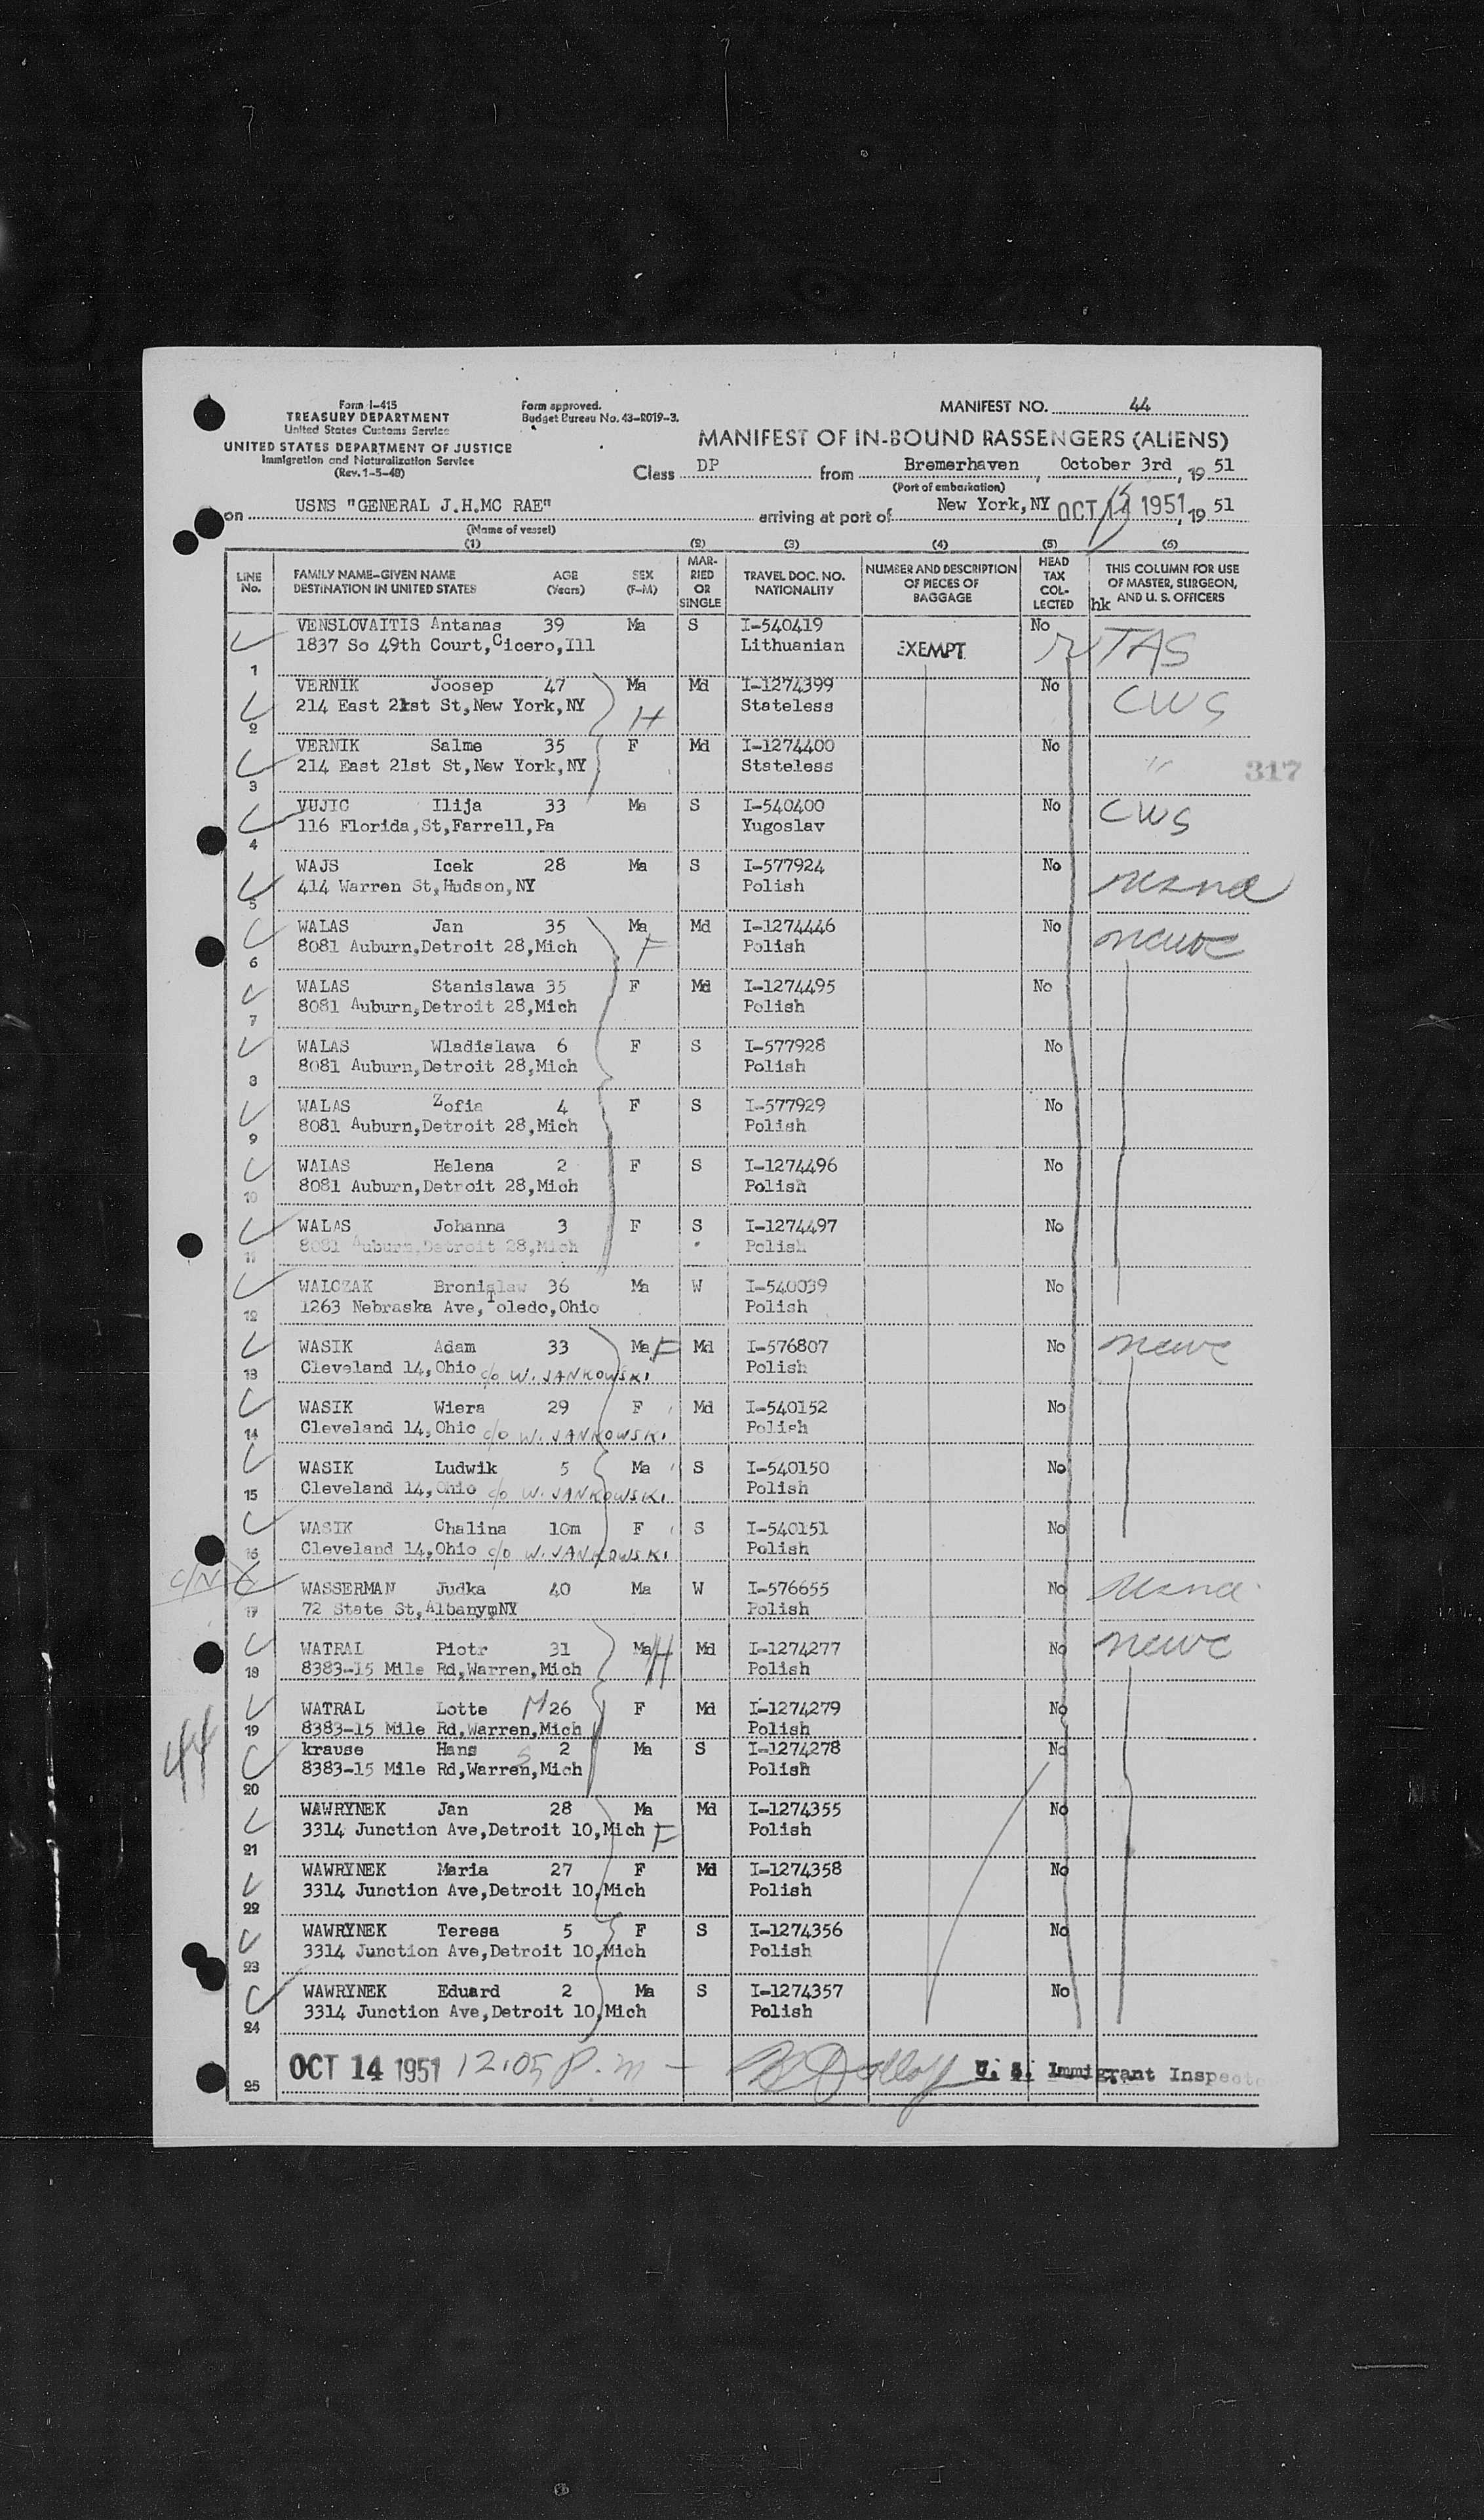 Form I-415
TREASURY DEPARTMENT
United States Customs Service
UNITED STATES DEPARTMENT OF JUSTICE
Immigration and Naturalization Service
(Rev. 1-5-48)
Form approved.
Budget Bureau No. 43-R019-3.
MANIFEST NO. 44
MANIFEST OF IN-BOUND PASSENGERS (ALIENS)
Class DP from Bremerhaven, October 3rd, 19 51
(Port of embarkation)
on USNS "GENERAL J.H.MC RAE" arriving at port of New York, NY OCT 13 1951, 19 51
(Name of vessel)
(1) (2) (3) (4) (5) (6)
LINE No. FAMILY NAME-GIVEN NAME DESTINATION IN UNITED STATES AGE (Years) SEX (F-M) MARRIED OR SINGLE TRAVEL DOC. NO. NATIONALITY NUMBER AND DESCRIPTION OF PIECES OF BAGGAGE HEAD TAX COLLECTED THIS COLUMN FOR USE OF MASTER, SURGEON, AND U. S. OFFICERS
hk
VENSLOVAITIS Antanas 39 Ma S I-540419 No
1 1837 So 49th Court,Cicero,Ill Lithuanian EXEMPT TAS
VERNIK Joosep 47 Ma Md I-1274399 No CWS
2 214 East 21st St,New York,NY H Stateless
VERNIK Salme 35 F Md I-1274400 No
3 214 East 21st St,New York,NY Stateless " 317
VUJIC Ilija 33 Ma S I-540400 No CWS
4 116 Florida,St,Farrell,Pa Yugoslav
WAJS Icek 28 Ma S I-577924 No
5 414 Warren St,Hudson,NY Polish usna
WALAS Jan 35 Ma Md I-1274446 No ncwc
6 8081 Auburn,Detroit 28,Mich F Polish
WALAS Stanislawa 35 F Md I-1274495 No
7 8081 Auburn,Detroit 28,Mich Polish
WALAS Wladislawa 6 F S I-577928 No
8 8081 Auburn,Detroit 28,Mich Polish
WALAS Zofia 4 F S I-577929 No
9 8081 Auburn,Detroit 28,Mich Polish
WALAS Helena 2 F S I-1274496 No
10 8081 Auburn,Detroit 28,Mich Polish
WALAS Johanna 3 F S I-1274497 No
11 8081 Auburn,Detroit 28,Mich Polish
WALCZAK Bronislaw 36 Ma W I-540039 No
12 1263 Nebraska Ave,Toledo,Ohio Polish
WASIK Adam 33 Ma F Md I-576807 No ncwc
13 Cleveland 14,Ohio c/o W. JANKOWSKI Polish
WASIK Wiera 29 F Md I-540152 No
14 Cleveland 14,Ohio c/o W. JANKOWSKI Polish
WASIK Ludwik 5 Ma S I-540150 No
15 Cleveland 14,Ohio c/o W. JANKOWSKI Polish
WASIK Chalina 10m F S I-540151 No
16 Cleveland 14,Ohio c/o W. JANKOWSKI Polish
WASSERMAN Judka 40 Ma W I-576655 No usna
17 72 State St,AlbanymNY Polish
WATRAL Piotr 31 Ma H Md I-1274277 No ncwc
18 8383-15 Mile Rd,Warren,Mich Polish
WATRAL Lotte M 26 F Md I-1274279 No
19 8383-15 Mile Rd,Warren,Mich Polish
44
krause Hans S 2 Ma S I-1274278 No
20 8383-15 Mile Rd,Warren,Mich Polish
WAWRYNEK Jan 28 Ma Md I-1274355 No
21 3314 Junction Ave,Detroit 10,Mich F Polish
WAWRYNEK Maria 27 F Md I-1274358 No
22 3314 Junction Ave,Detroit 10,Mich Polish
WAWRYNEK Teresa 5 F S I-1274356 No
23 3314 Junction Ave,Detroit 10,Mich Polish
WAWRYNEK Eduard 2 Ma S I-1274357 No
24 3314 Junction Ave,Detroit 10,Mich Polish
25 OCT 14 1951 12.05 P.m — U. S. Immigrant Inspector